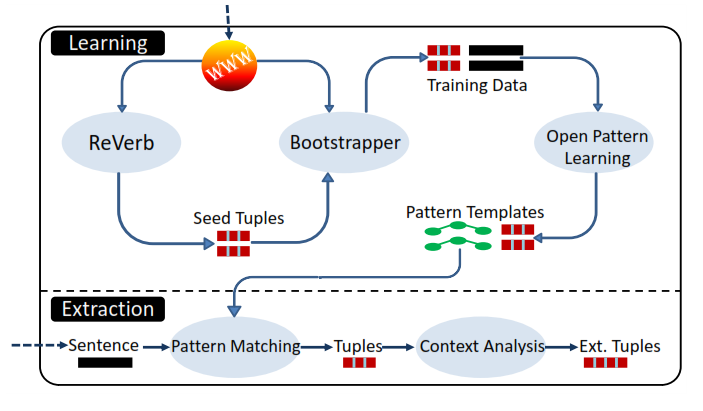 Learning
WWW
Training Data
ReVerb
Bootstrapper
Open Pattern
Learning
Seed Tuples
Pattern Templates
Extraction
Sentence
Pattern Matching
Tuples
Context Analysis
Ext. Tuples